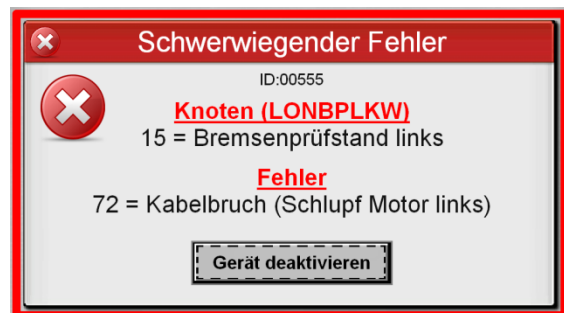 Schwerwiegender Fehler
ID:00555
Knoten (LONBPLKW)
15 = Bremsenprüfstand links
Fehler
72 = Kabelbruch (Schlupf Motor links)
Gerät deaktivieren